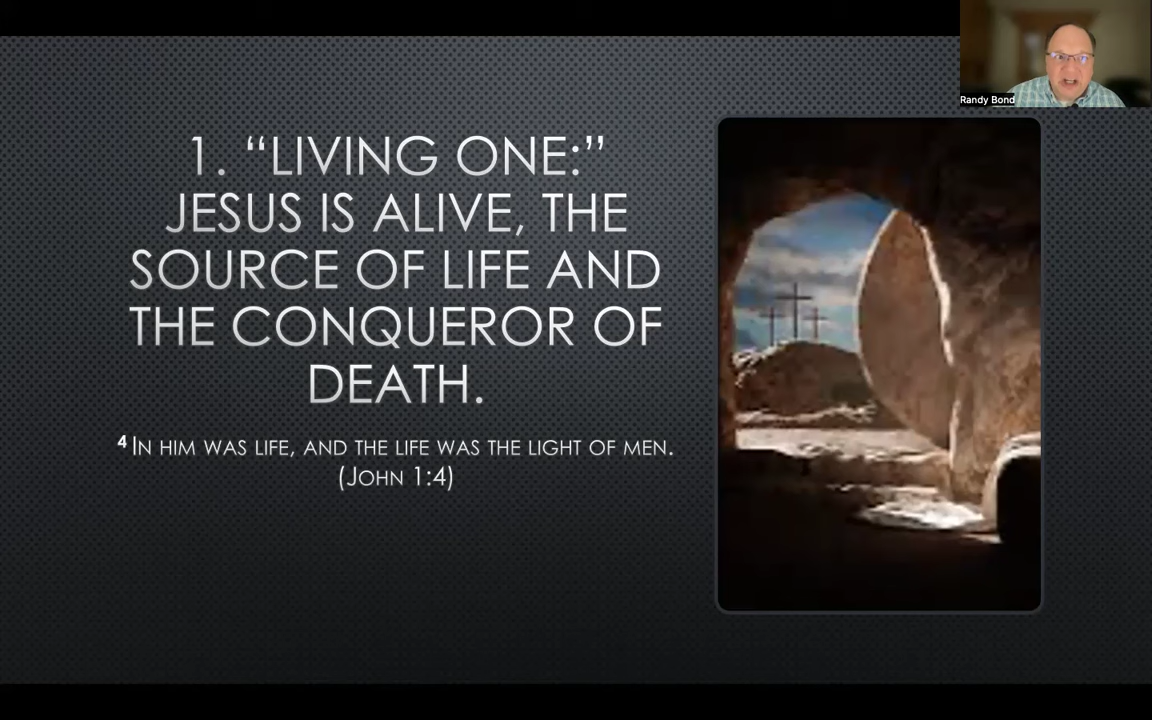 Randy Bond
1. “LIVING ONE:”
JESUS IS ALIVE, THE
SOURCE OF LIFE AND
THE CONQUEROR OF
DEATH.
4 IN HIM WAS LIFE, AND THE LIFE WAS THE LIGHT OF MEN.
(JOHN 1:4)